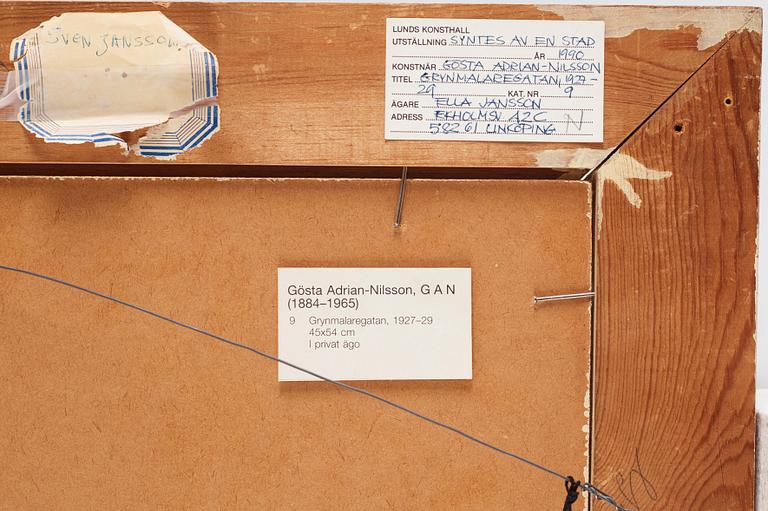 SVEN JANSSON.
LUNDS KONSTHALL
UTSTÄLLNING SYNTES AV EN STAD
ÅR 1990
KONSTNÄR GÖSTA ADRIAN-NILSSON
TITEL GRYNMALAREGATAN, 1927-
29 KAT. NR 9
ÄGARE ELLA JANSSON
ADRESS EKHOLMSV A2C
582 61 LINKÖPING N
Gösta Adrian-Nilsson, G A N
(1884–1965)
9 Grynmalaregatan, 1927–29
45x54 cm
I privat ägo